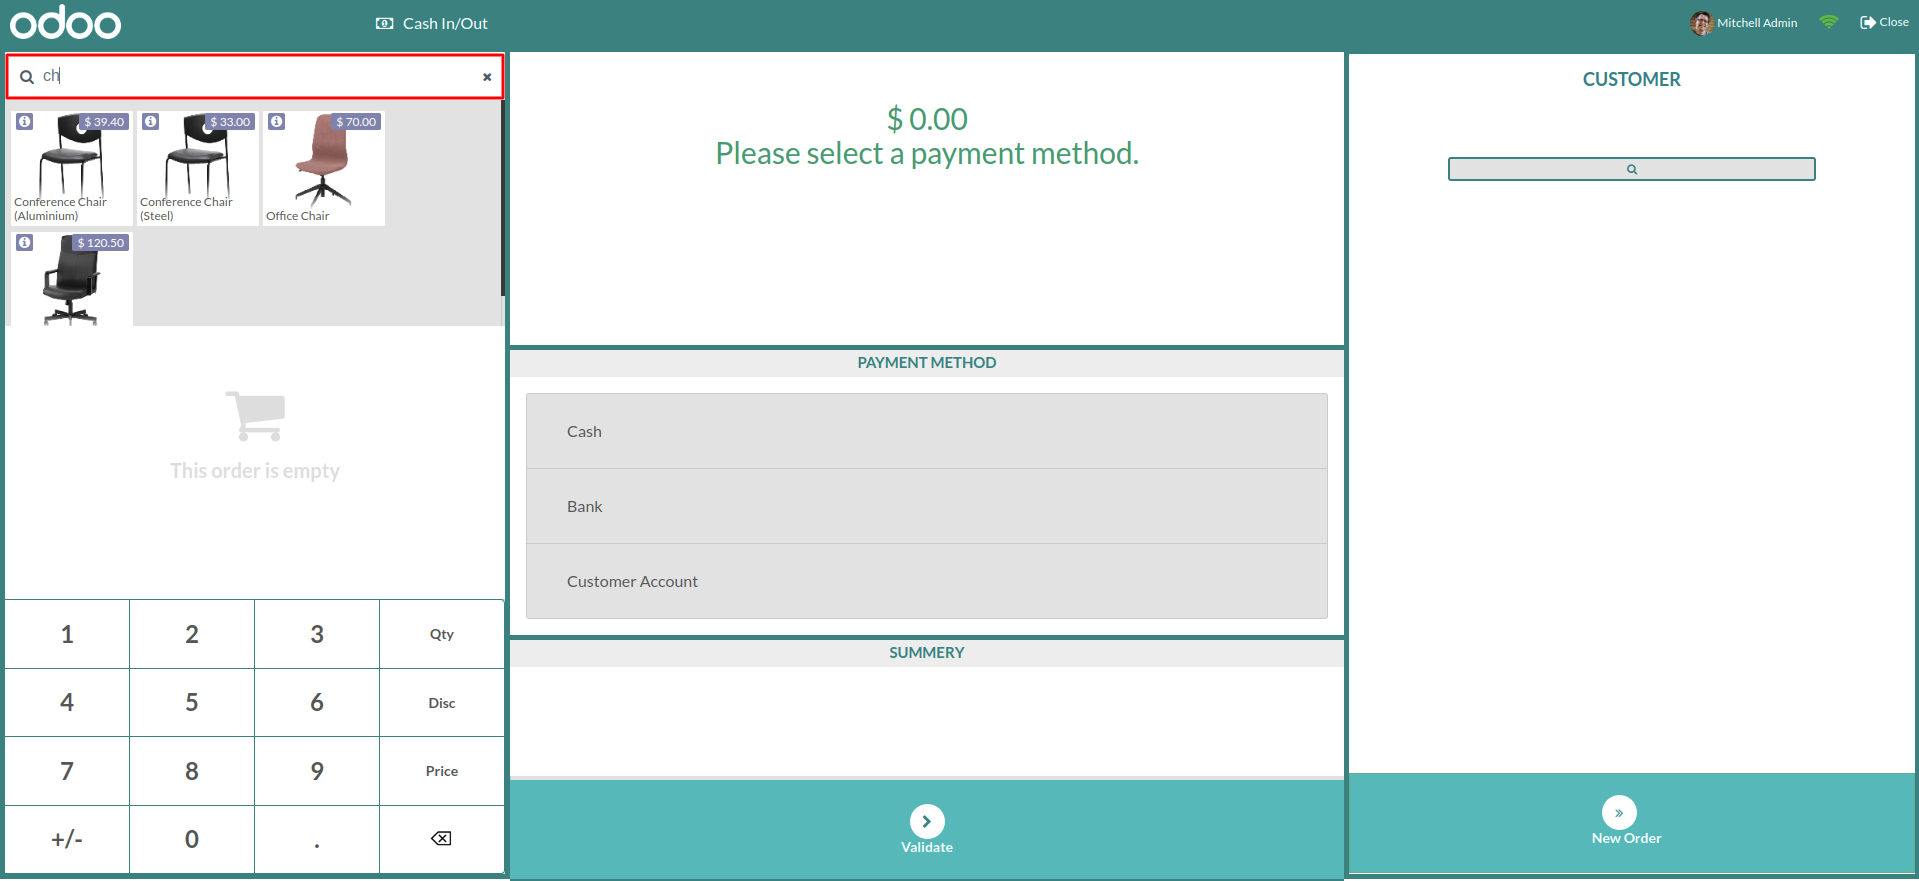 odoo
Cash In/Out
Mitchell Admin
Close
ch
$ 39.40
Conference Chair
(Aluminium)
$ 33.00
Conference Chair
(Steel)
$ 70.00
Office Chair
$ 120.50
This order is empty
1
2
3
Qty
4
5
6
Disc
7
8
9
Price
+/-
0
.
$ 0.00
Please select a payment method.
PAYMENT METHOD
Cash
Bank
Customer Account
SUMMERY
Validate
CUSTOMER
New Order